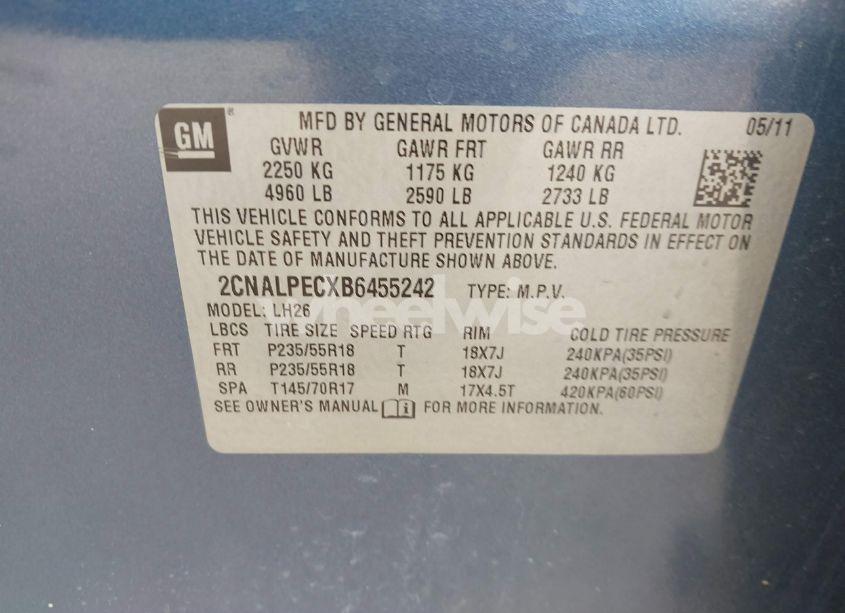 GM ® MFD BY GENERAL MOTORS OF CANADA LTD. 05/11
GVWR GAWR FRT GAWR RR
2250 KG 1175 KG 1240 KG
4960 LB 2590 LB 2733 LB
THIS VEHICLE CONFORMS TO ALL APPLICABLE U.S. FEDERAL MOTOR
VEHICLE SAFETY AND THEFT PREVENTION STANDARDS IN EFFECT ON
THE DATE OF MANUFACTURE SHOWN ABOVE.
2CNALPECXB6455242 TYPE: M.P.V.
wheelwise
MODEL: LH26
LBCS TIRE SIZE SPEED RTG RIM COLD TIRE PRESSURE
FRT P235/55R18 T 18X7J 240KPA(35PSI)
RR P235/55R18 T 18X7J 240KPA(35PSI)
SPA T145/70R17 M 17X4.5T 420KPA(60PSI)
SEE OWNER'S MANUAL FOR MORE INFORMATION.